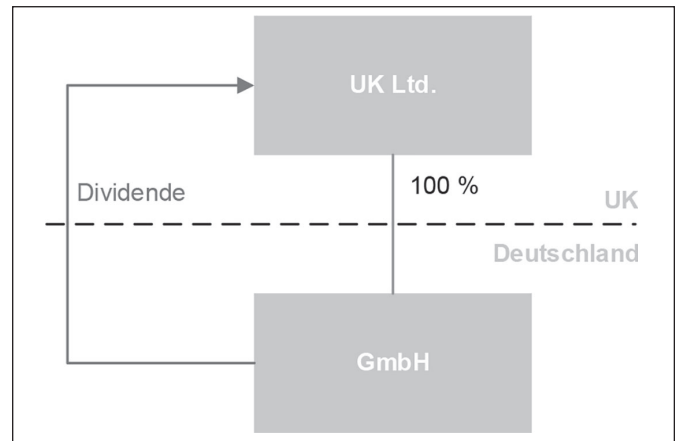 UK Ltd.
Dividende
100 %
UK
Deutschland
GmbH